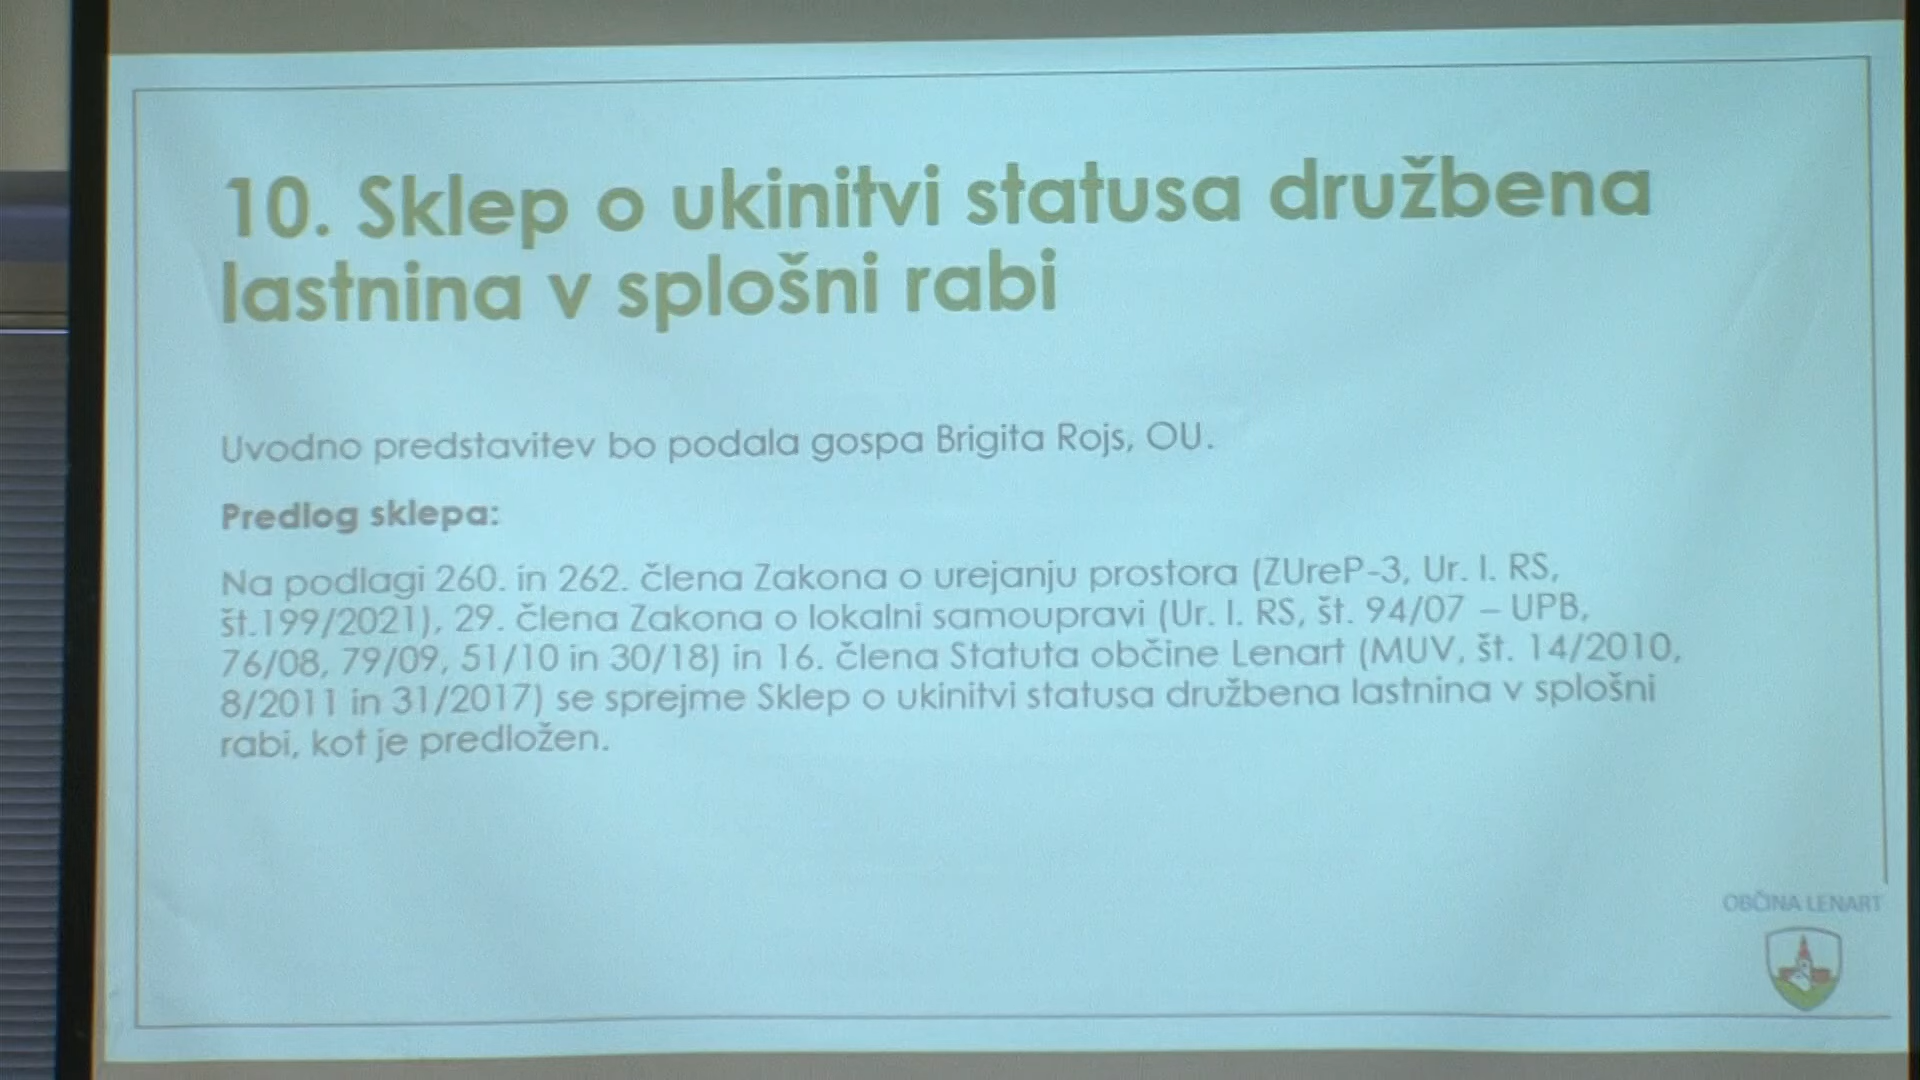 10. Sklep o ukinitvi statusa družbena
lastnina v splošni rabi
Uvodno predstavitev bo podala gospa Brigita Rojs, OU.
Predlog sklepa:
Na podlagi 260. in 262. člena Zakona o urejanju prostora (ZUreP-3, Ur. l. RS,
št.199/2021), 29. člena Zakona o lokalni samoupravi (Ur. l. RS, št. 94/07 – UPB,
76/08, 79/09, 51/10 in 30/18) in 16. člena Statuta občine Lenart (MUV, št. 14/2010,
8/2011 in 31/2017) se sprejme Sklep o ukinitvi statusa družbena lastnina v splošni
rabi, kot je predložen.
OBČINA LENART